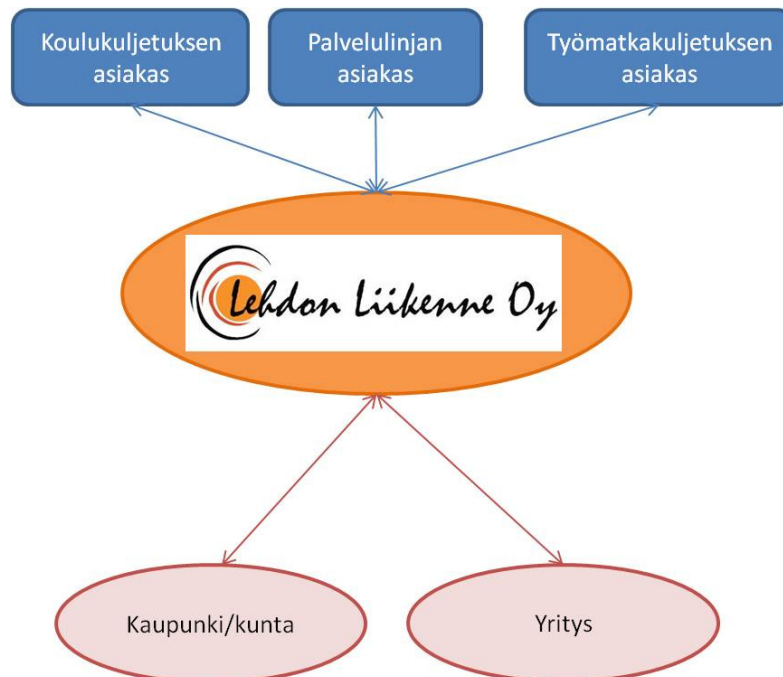 Koulukuljetuksen
asiakas
Palvelulinjan
asiakas
Työmatkakuljetuksen
asiakas
Lehdon Liikenne Oy
Kaupunki/kunta
Yritys